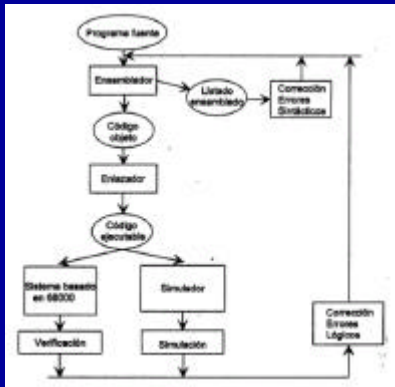 Programa fuente
Ensamblador
Listado
ensamblado
Corrección
Errores
Sintácticos
Código
objeto
Enlazador
Código
ejecutable
Sistema basado
en 68000
Simulador
Verificación
Simulación
Corrección
Errores
Lógicos